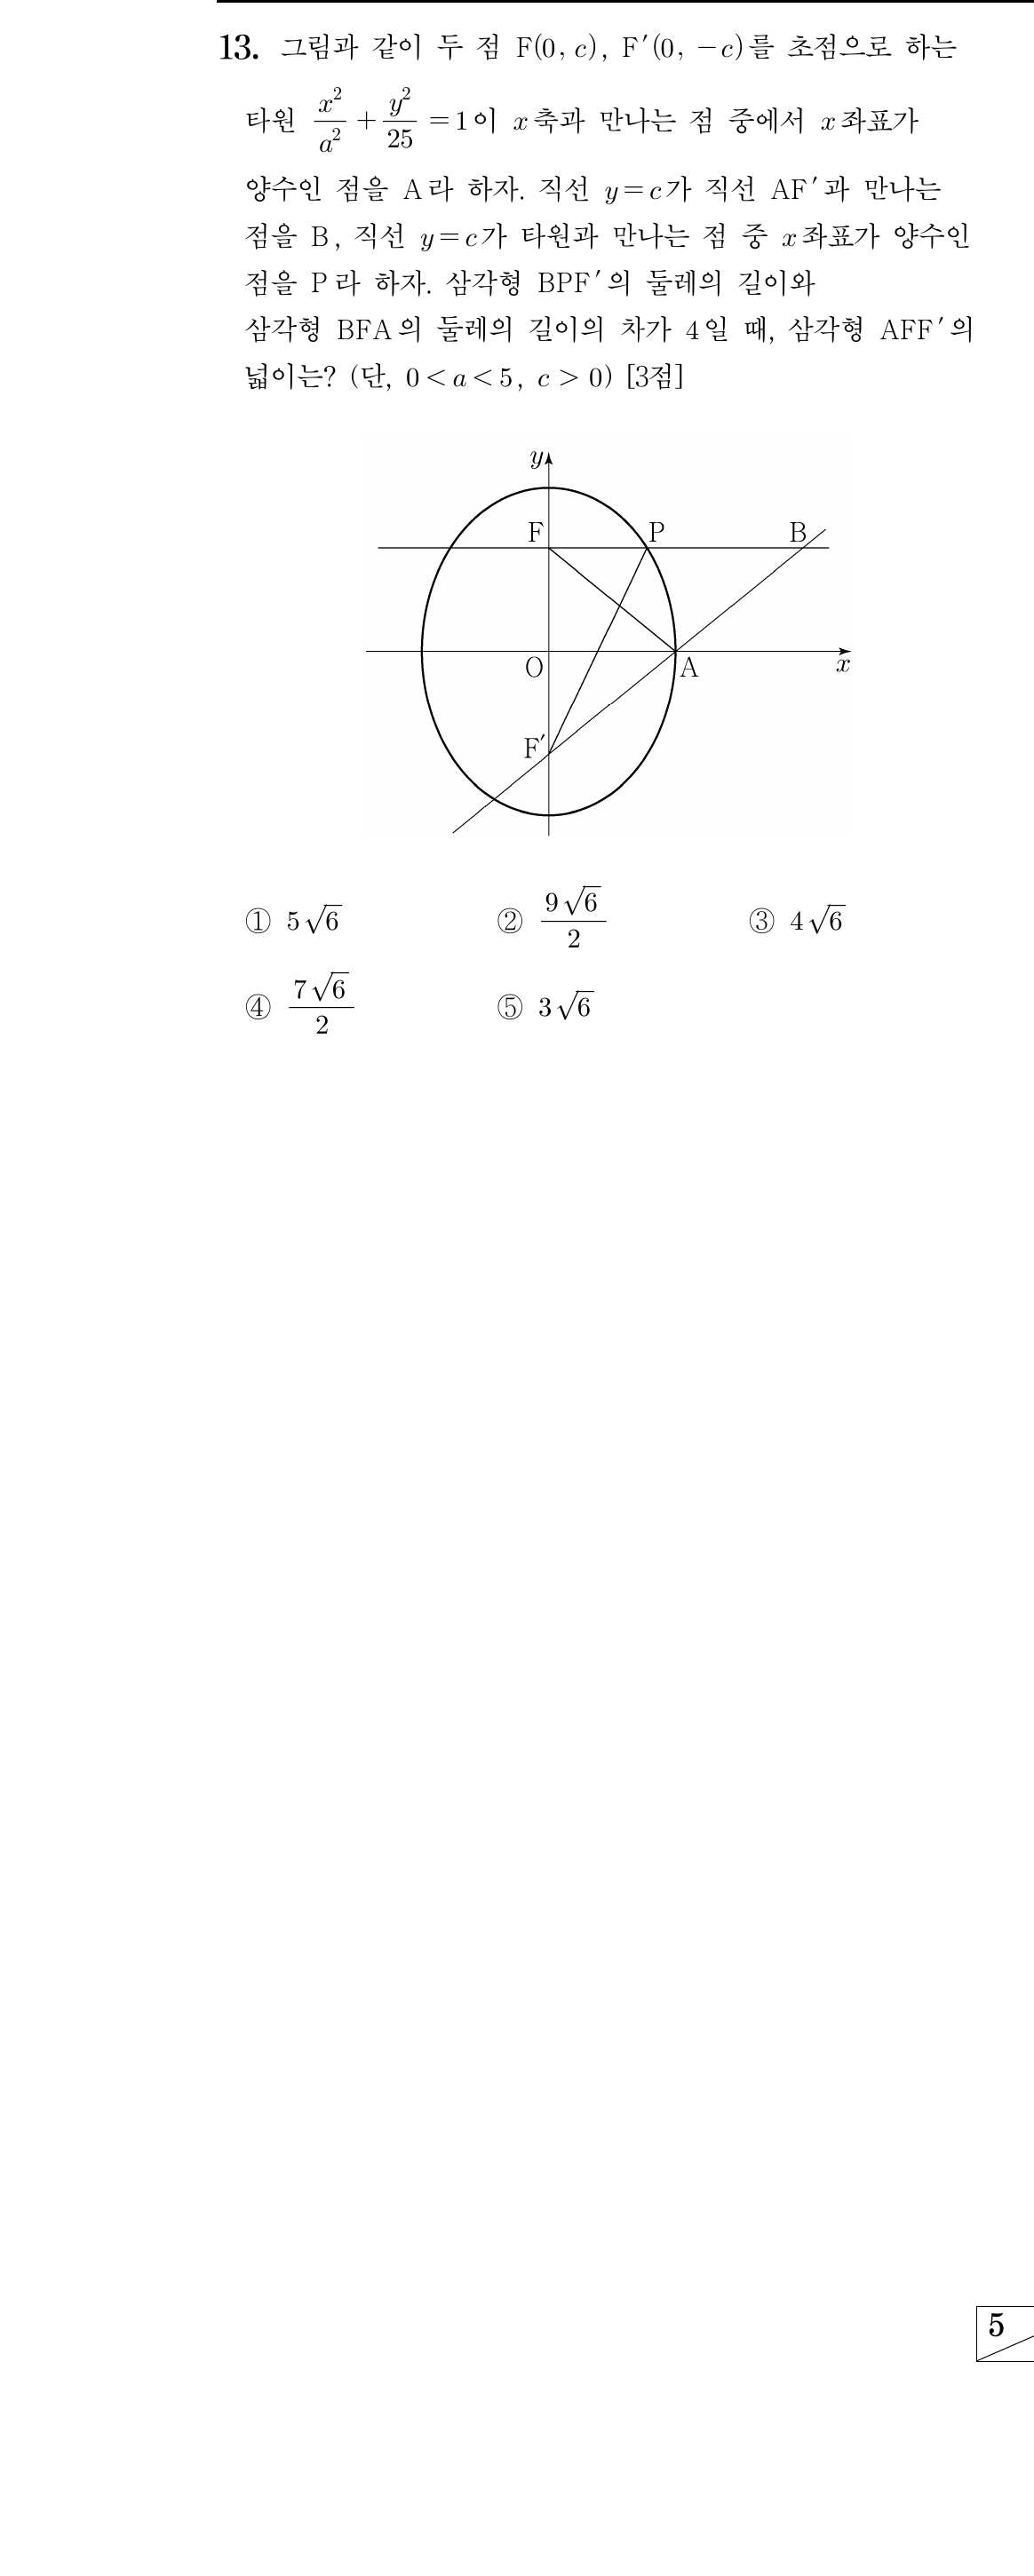 13. 그림과 같이 두 점 F(0, c), F′(0, −c)를 초점으로 하는
타원 x²/a² + y²/25 = 1이 x축과 만나는 점 중에서 x좌표가
양수인 점을 A라 하자. 직선 y=c가 직선 AF′과 만나는
점을 B, 직선 y=c가 타원과 만나는 점 중 x좌표가 양수인
점을 P라 하자. 삼각형 BPF′의 둘레의 길이와
삼각형 BFA의 둘레의 길이의 차가 4일 때, 삼각형 AFF′의
넓이는? (단, 0<a<5, c>0) [3점]
y
F P B
O A x
F′
① 5√6 ② 9√6/2 ③ 4√6
④ 7√6/2 ⑤ 3√6
5